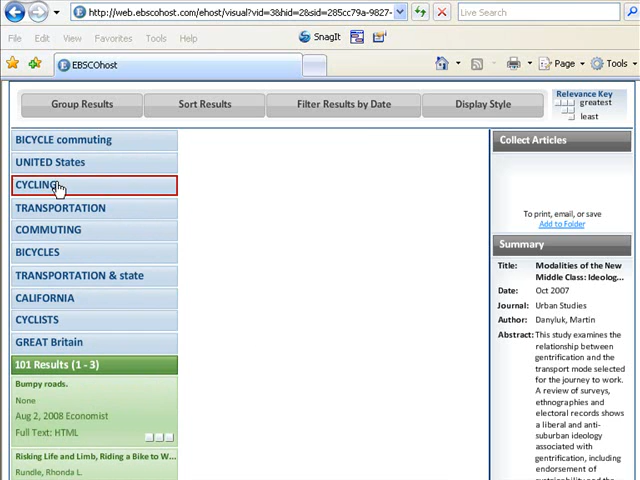 http://web.ebscohost.com/ehost/visual?vid=3&hid=2&sid=285cc79a-9827-
Live Search
File Edit View Favorites Tools Help
SnagIt
EBSCOhost
Page
Tools
Group Results
Sort Results
Filter Results by Date
Display Style
Relevance Key
greatest
least
BICYCLE commuting
UNITED States
CYCLING
TRANSPORTATION
COMMUTING
BICYCLES
TRANSPORTATION & state
CALIFORNIA
CYCLISTS
GREAT Britain
101 Results (1 - 3)
Bumpy roads.
None
Aug 2, 2008 Economist
Full Text: HTML
Risking Life and Limb, Riding a Bike to W...
Rundle, Rhonda L.
Collect Articles
To print, email, or save
Add to Folder
Summary
Title: Modalities of the New
Middle Class: Ideolog...
Date: Oct 2007
Journal: Urban Studies
Author: Danyluk, Martin
Abstract: This study examines the
relationship between
gentrification and the
transport mode selected
for the journey to work.
A review of surveys,
ethnographies and
electoral records shows
a liberal and anti-
suburban ideology
associated with
gentrification, including
endorsement of